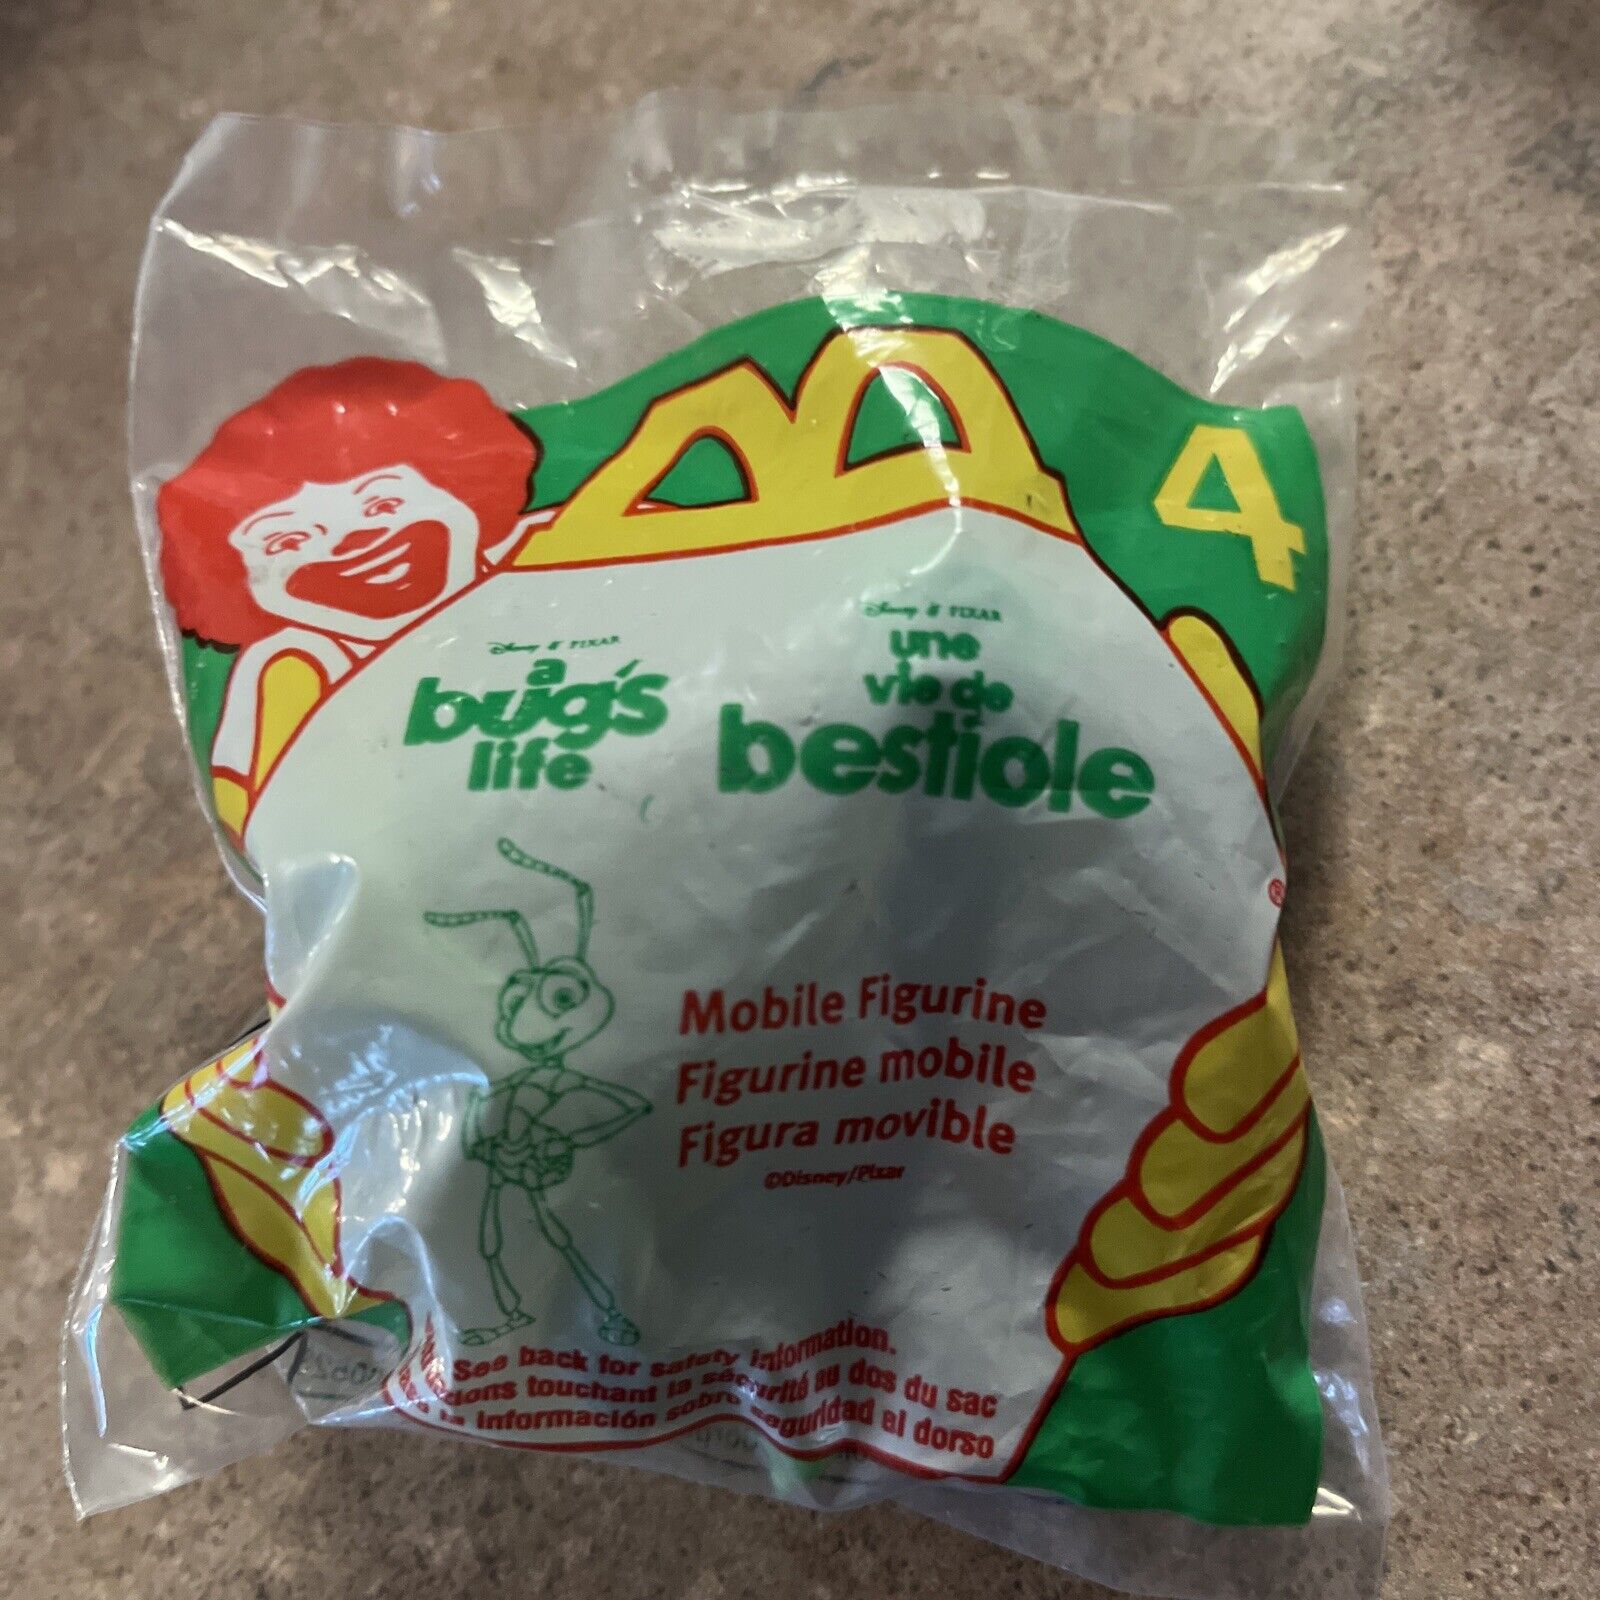 4
Disney • PIXAR
a
bug's
life
Disney • PIXAR
une
vie de
bestiole
®
Mobile Figurine
Figurine mobile
Figura movible
©Disney/Pixar
See back for safety information.
touchant la sécurité au dos du sac
la información sobre seguridad al dorso